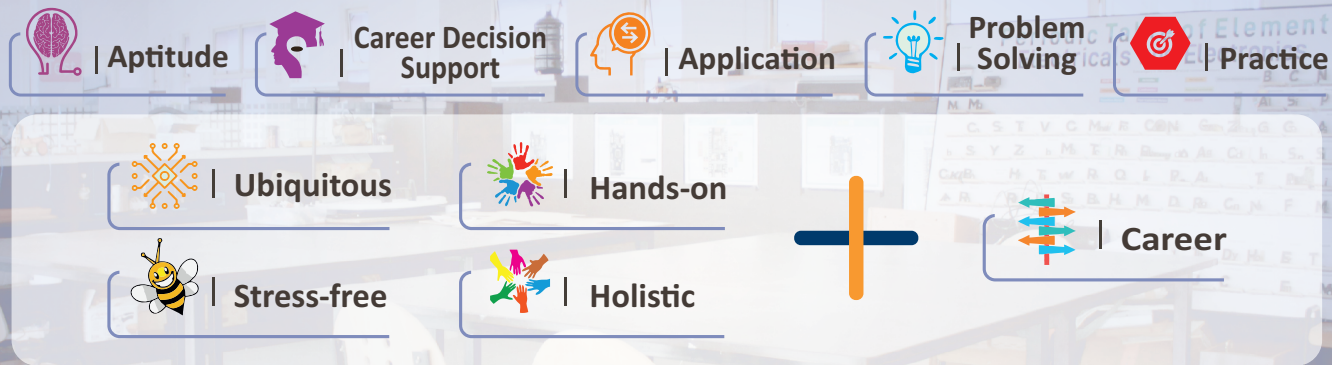 Aptitude
Career Decision
Support
Application
Problem
Solving
Practice
Ubiquitous
Hands-on
Career
Stress-free
Holistic